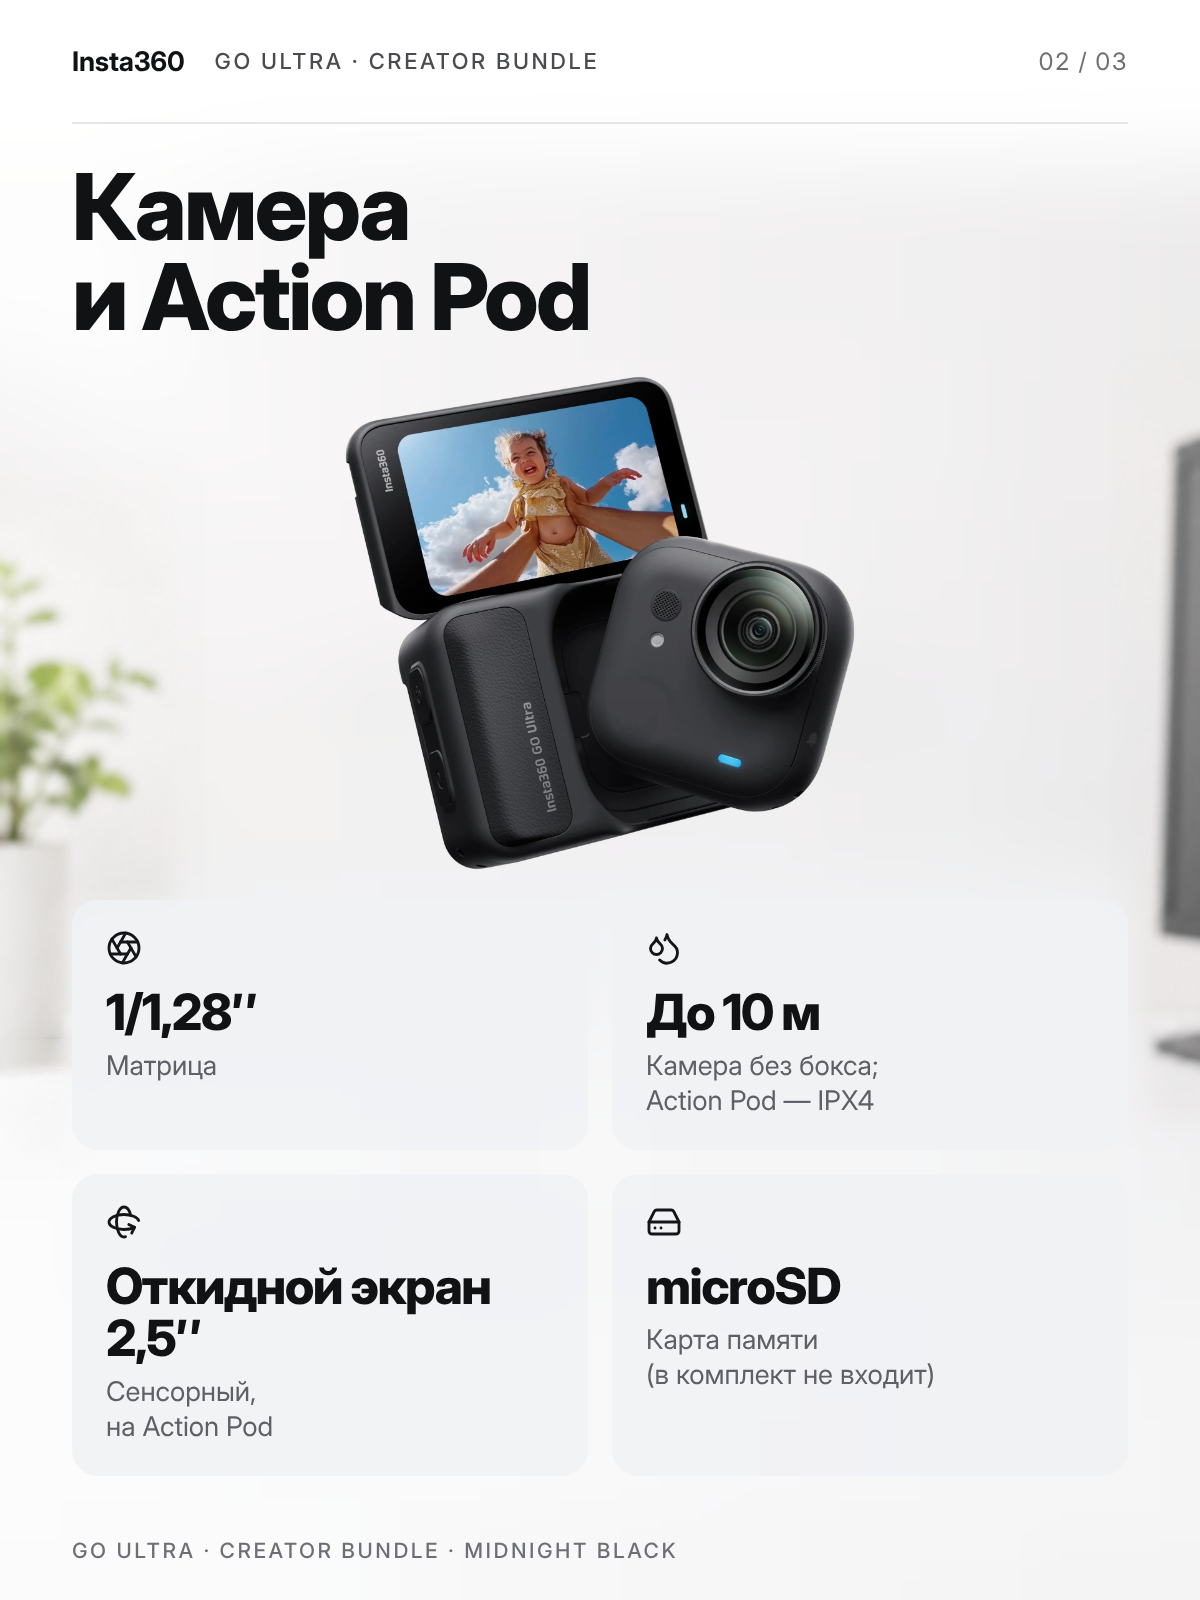 Insta360 GO ULTRA · CREATOR BUNDLE 02 / 03
Камера
и Action Pod
Insta360
Insta360 GO Ultra
1/1,28″
Матрица
До 10 м
Камера без бокса;
Action Pod — IPX4
Откидной экран
2,5″
Сенсорный,
на Action Pod
microSD
Карта памяти
(в комплект не входит)
GO ULTRA · CREATOR BUNDLE · MIDNIGHT BLACK